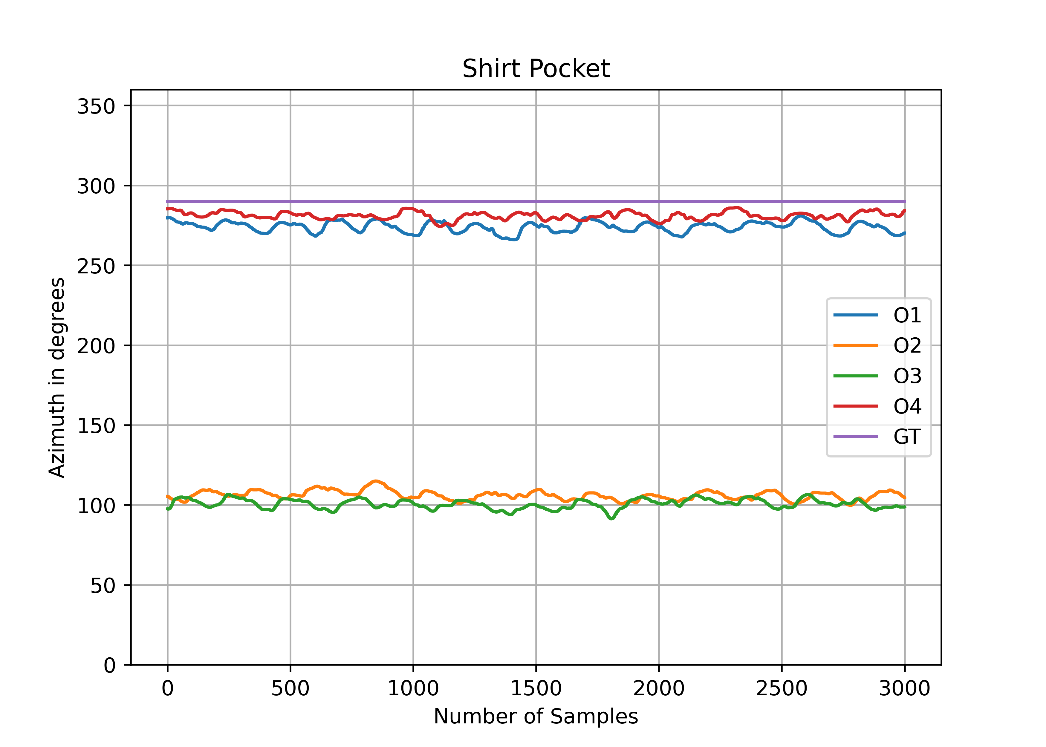 Shirt Pocket
350
300
250
200
150
100
50
0
Azimuth in degrees
O1
O2
O3
O4
GT
0 500 1000 1500 2000 2500 3000
Number of Samples